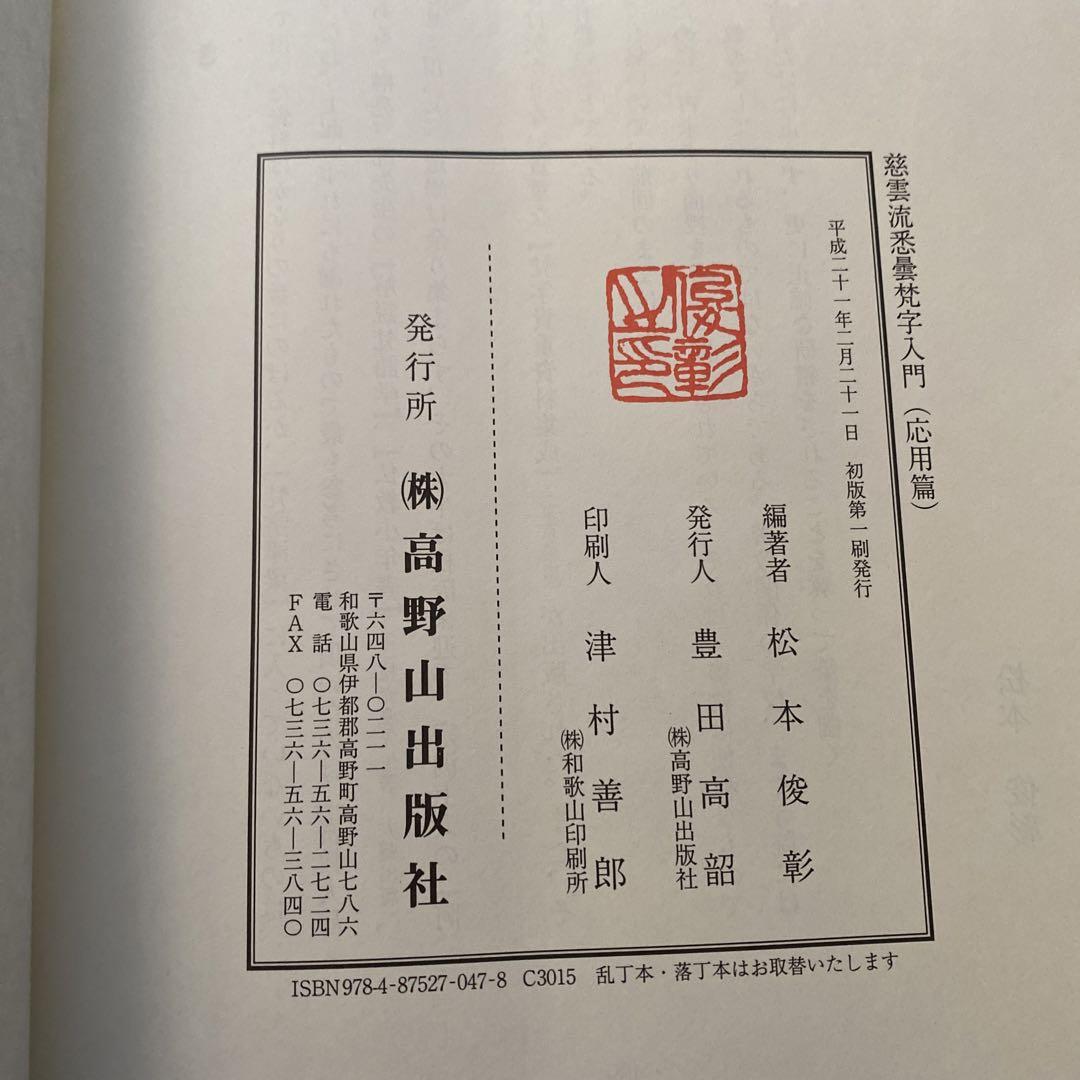 慈雲流悉曇梵字入門（応用篇）
平成二十一年二月二十一日　初版第一刷発行
編著者　松本俊彰
発行人　豊田高韶
㈱高野山出版社
印刷人　津村善郎
㈱和歌山印刷所
発行所　㈱高野山出版社
〒六四八―〇二一一
和歌山県伊都郡高野町高野山七八六
電話　〇七三六―五六―二七二四
FAX　〇七三六―五六―三八四〇
ISBN978-4-87527-047-8　C3015　乱丁本・落丁本はお取替いたします